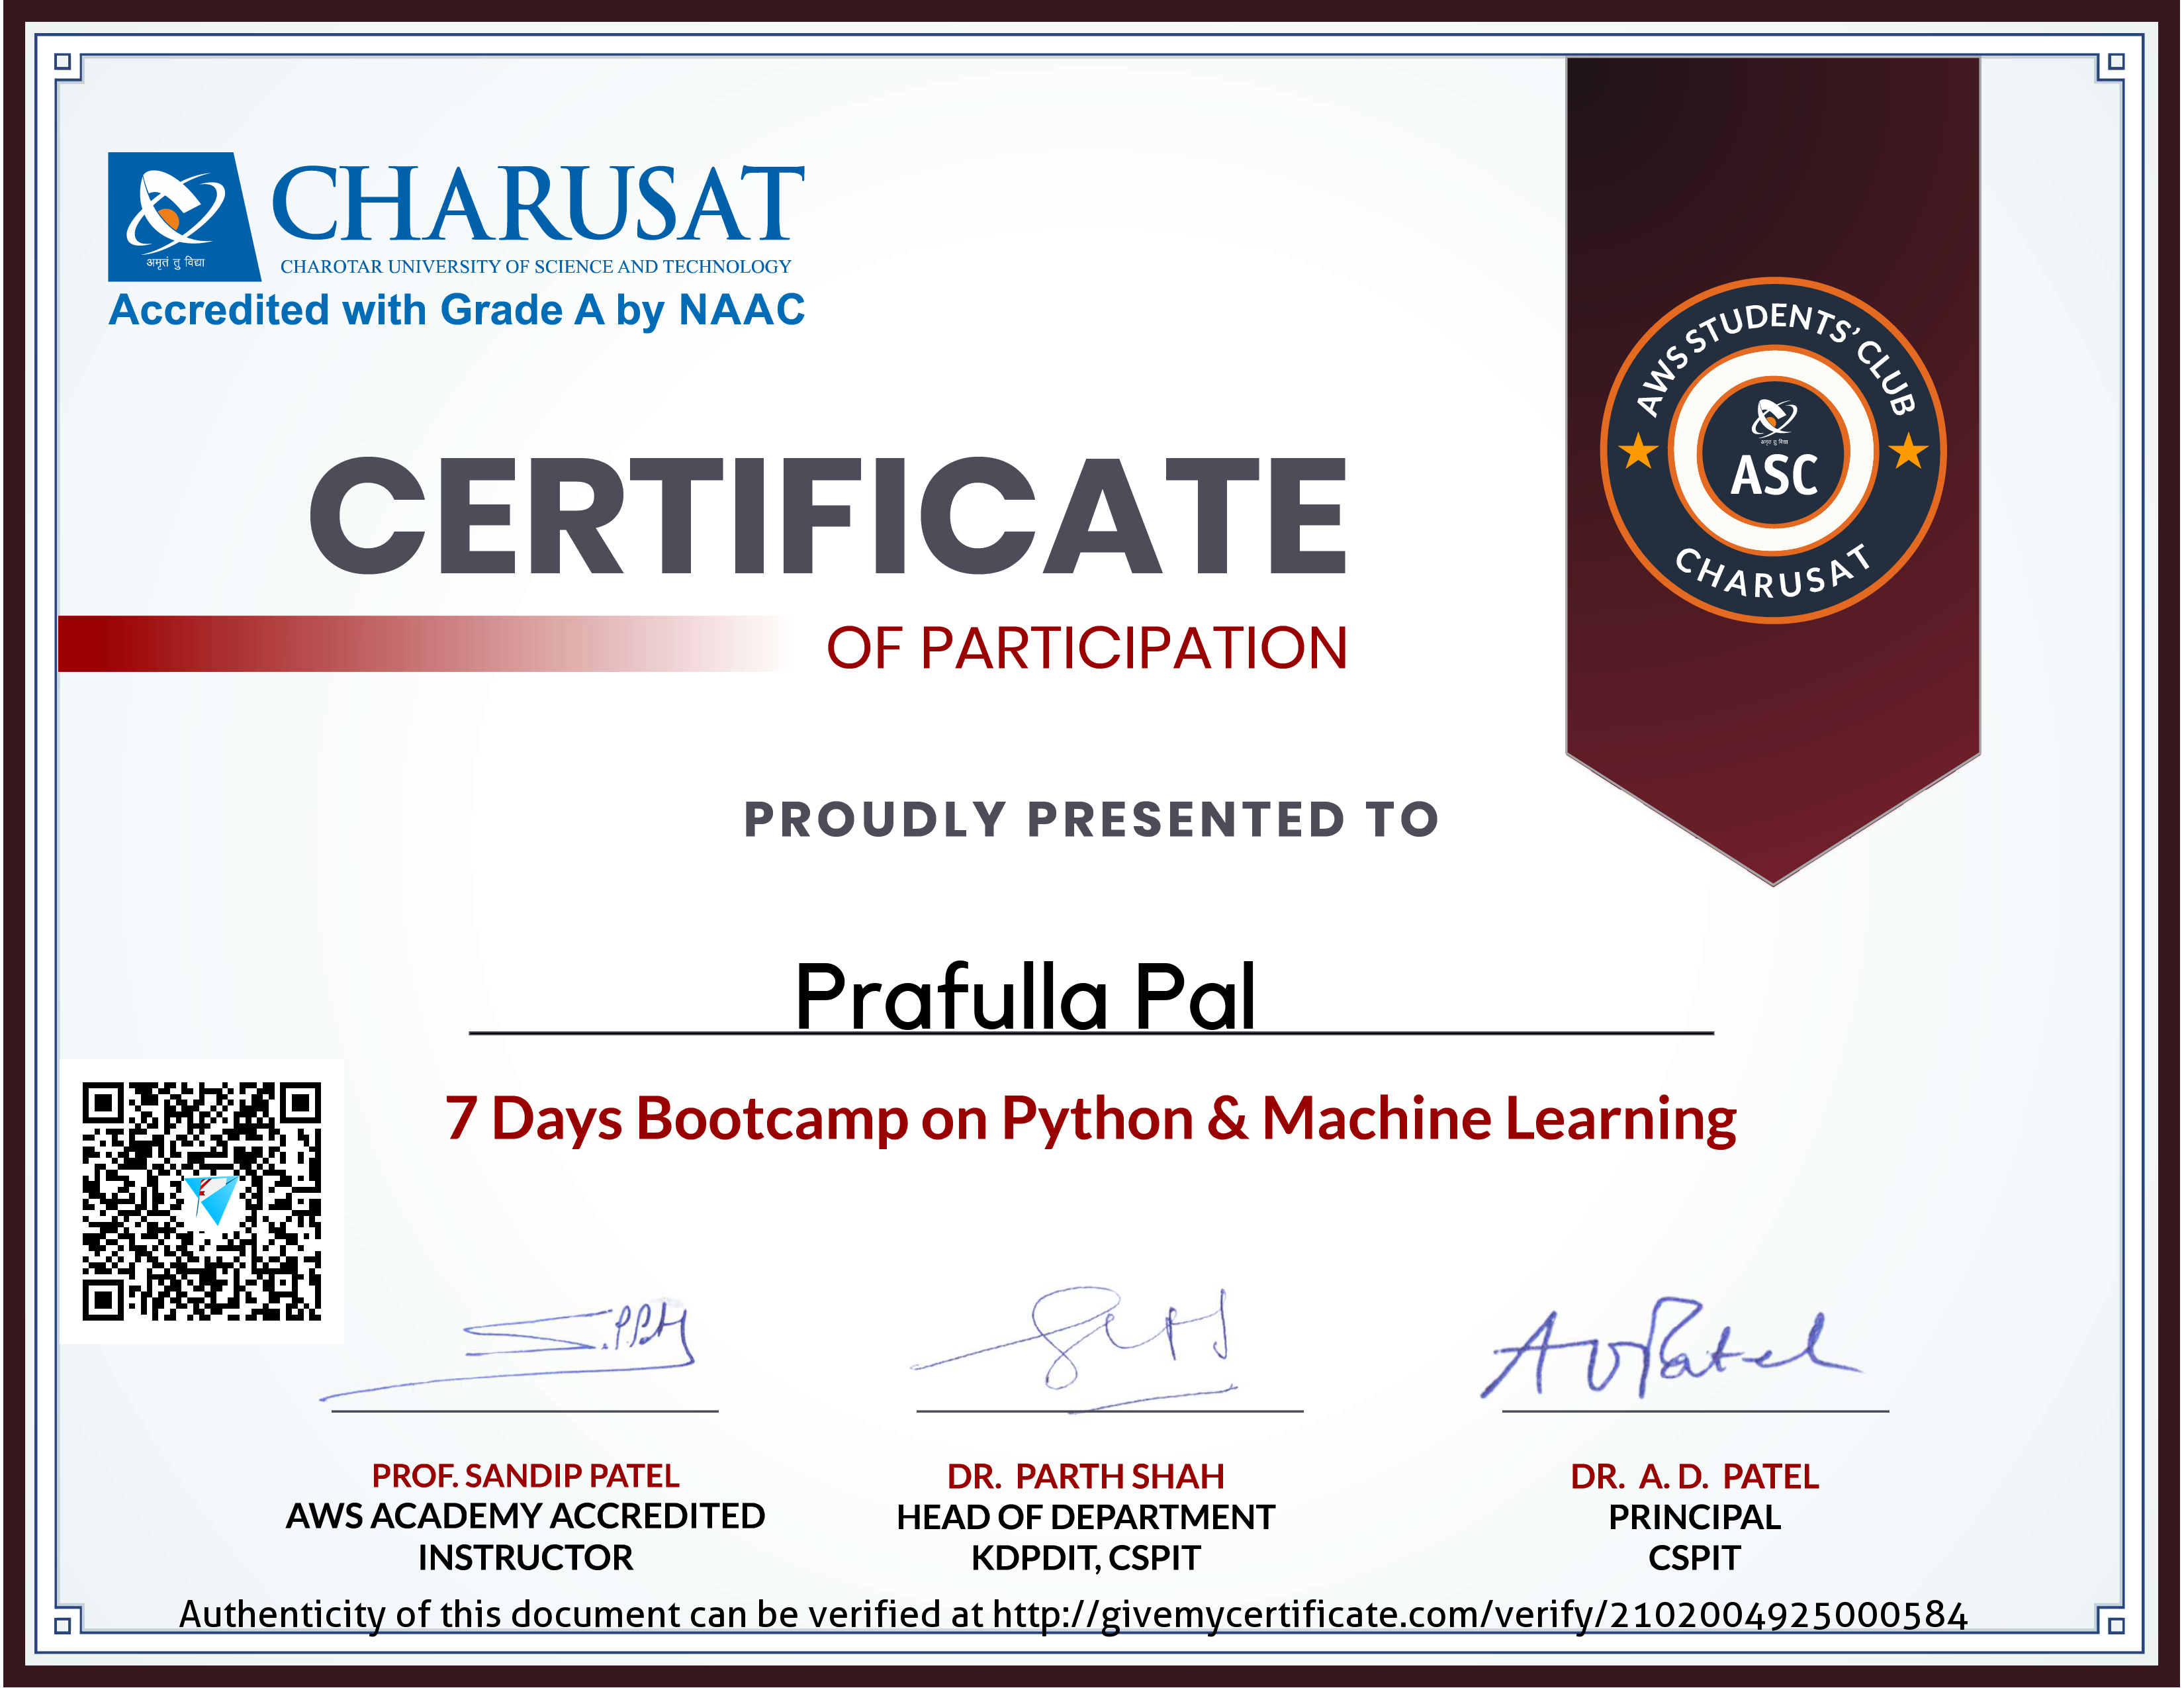 अमृतं तु विद्या
CHARUSAT
CHAROTAR UNIVERSITY OF SCIENCE AND TECHNOLOGY
Accredited with Grade A by NAAC
AWS STUDENTS' CLUB
अमृतं तु विद्या
ASC
CHARUSAT
CERTIFICATE
OF PARTICIPATION
PROUDLY PRESENTED TO
Prafulla Pal
7 Days Bootcamp on Python & Machine Learning
PROF. SANDIP PATEL
AWS ACADEMY ACCREDITED
INSTRUCTOR
DR. PARTH SHAH
HEAD OF DEPARTMENT
KDPDIT, CSPIT
DR. A. D. PATEL
PRINCIPAL
CSPIT
Authenticity of this document can be verified at http://givemycertificate.com/verify/2102004925000584